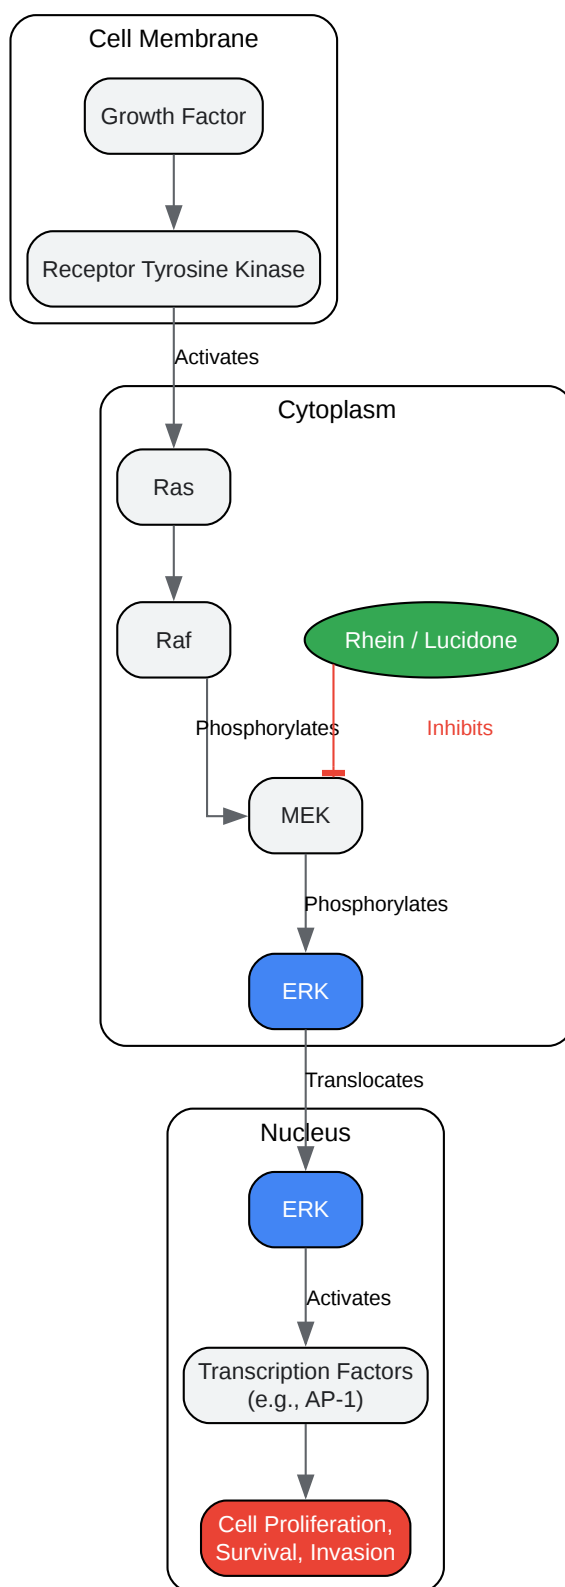 Cell Membrane
Growth Factor
Receptor Tyrosine Kinase
Activates
Cytoplasm
Ras
Raf
Rhein / Lucidone
Phosphorylates
Inhibits
MEK
Phosphorylates
ERK
Translocates
Nucleus
ERK
Activates
Transcription Factors
(e.g., AP-1)
Cell Proliferation,
Survival, Invasion